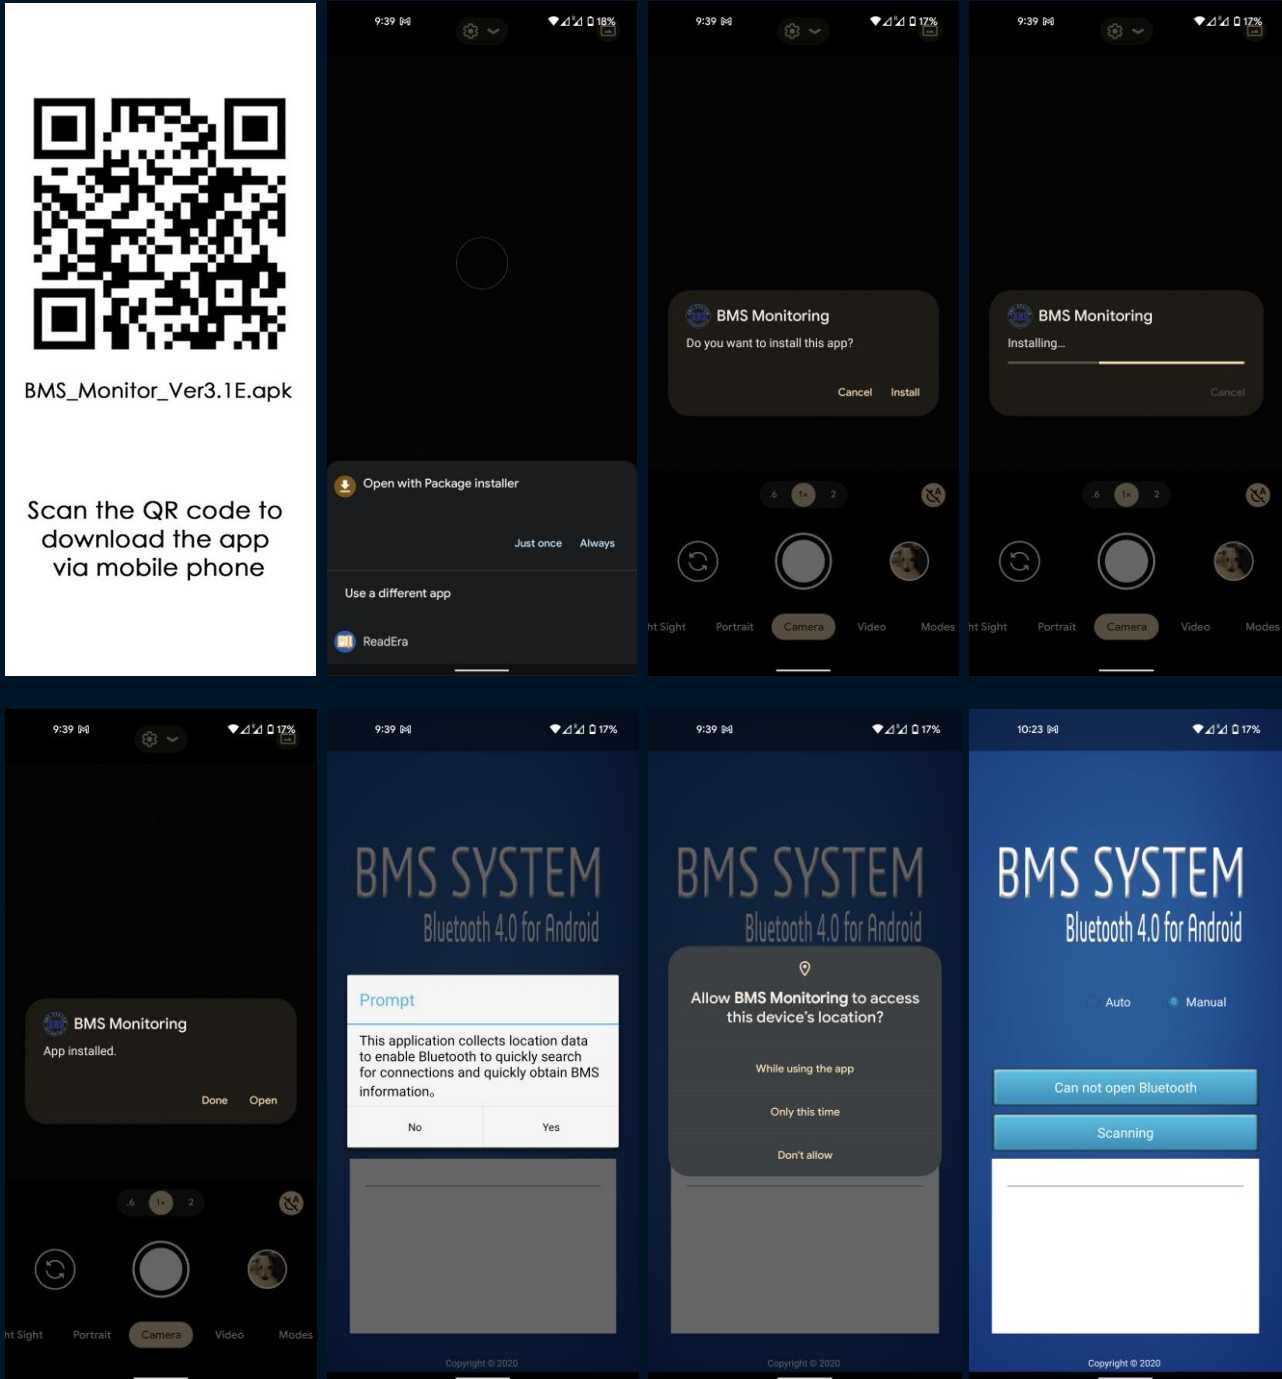 BMS_Monitor_Ver3.1E.apk
Scan the QR code to
download the app
via mobile phone
9:39
18%
Open with Package installer
Just once Always
Use a different app
ReadEra
9:39
17%
BMS Monitoring
Do you want to install this app?
Cancel Install
.6 1× 2
ht Sight Portrait Camera Video Modes
9:39
17%
BMS Monitoring
Installing...
Cancel
.6 1× 2
ht Sight Portrait Camera Video Modes
9:39
17%
BMS Monitoring
App installed.
Done Open
.6 1× 2
ht Sight Portrait Camera Video Modes
9:39
17%
BMS SYSTEM
Bluetooth 4.0 for Android
Prompt
This application collects location data
to enable Bluetooth to quickly search
for connections and quickly obtain BMS
information。
No Yes
Copyright © 2020
9:39
17%
BMS SYSTEM
Bluetooth 4.0 for Android
Allow BMS Monitoring to access
this device's location?
While using the app
Only this time
Don't allow
Copyright © 2020
10:23
17%
BMS SYSTEM
Bluetooth 4.0 for Android
Auto Manual
Can not open Bluetooth
Scanning
Copyright © 2020